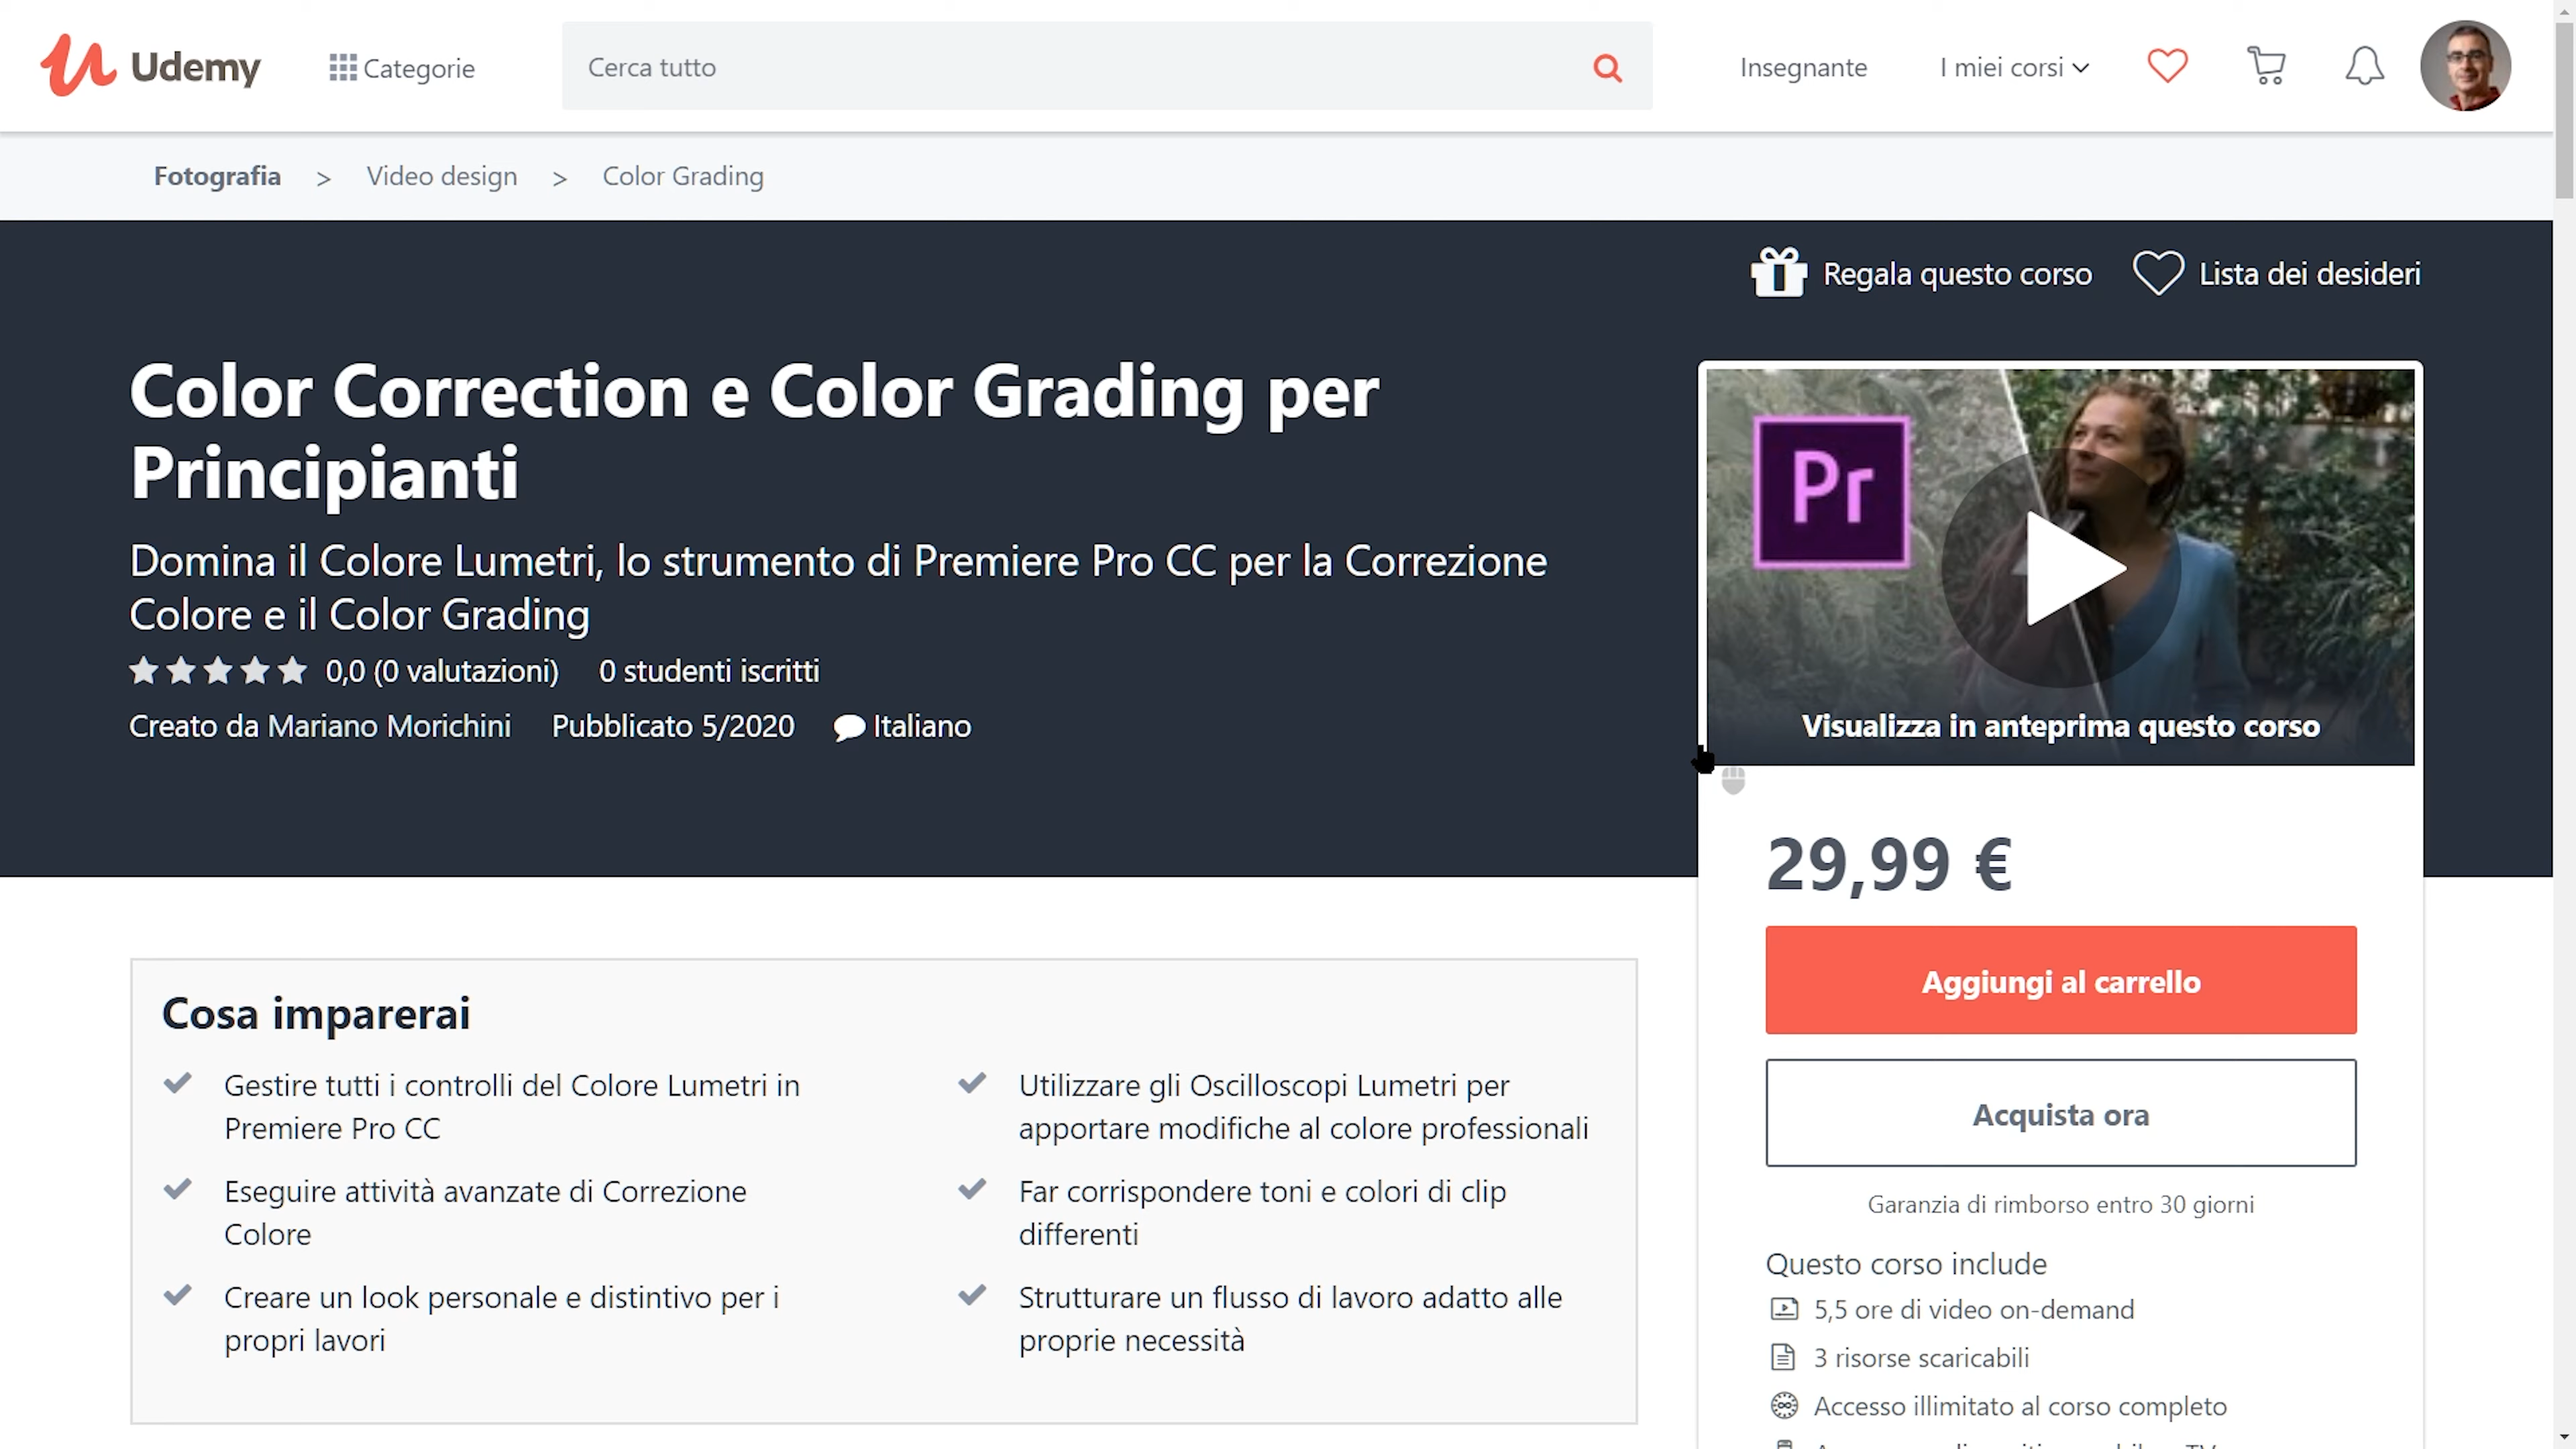 Udemy
Categorie
Cerca tutto
Insegnante
I miei corsi
Fotografia > Video design > Color Grading
Regala questo corso
Lista dei desideri
Color Correction e Color Grading per
Principianti
Domina il Colore Lumetri, lo strumento di Premiere Pro CC per la Correzione
Colore e il Color Grading
0,0 (0 valutazioni) 0 studenti iscritti
Creato da Mariano Morichini Pubblicato 5/2020 Italiano
Pr
Visualizza in anteprima questo corso
29,99 €
Aggiungi al carrello
Acquista ora
Garanzia di rimborso entro 30 giorni
Questo corso include
5,5 ore di video on-demand
3 risorse scaricabili
Accesso illimitato al corso completo
Cosa imparerai
Gestire tutti i controlli del Colore Lumetri in
Premiere Pro CC
Eseguire attività avanzate di Correzione
Colore
Creare un look personale e distintivo per i
propri lavori
Utilizzare gli Oscilloscopi Lumetri per
apportare modifiche al colore professionali
Far corrispondere toni e colori di clip
differenti
Strutturare un flusso di lavoro adatto alle
proprie necessità